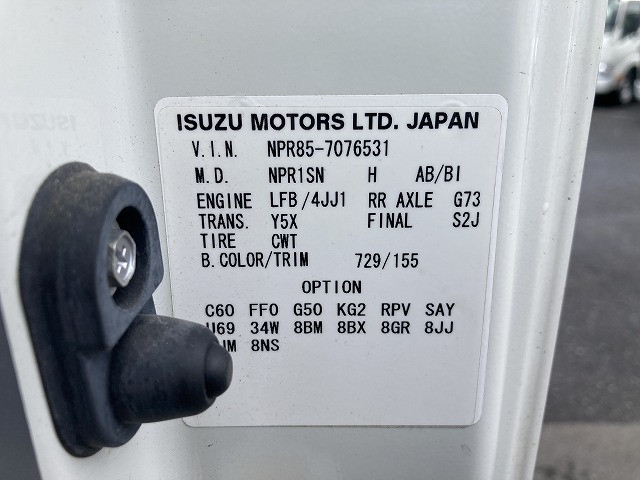 ISUZU MOTORS LTD. JAPAN
V.I.N. NPR85-7076531
M.D. NPR1SN H AB/BI
ENGINE LFB/4JJ1 RR AXLE G73
TRANS. Y5X FINAL S2J
TIRE CWT
B.COLOR/TRIM 729/155
OPTION
C60 FF0 G50 KG2 RPV SAY
34W 8BM 8BX 8GR 8JJ
8NS